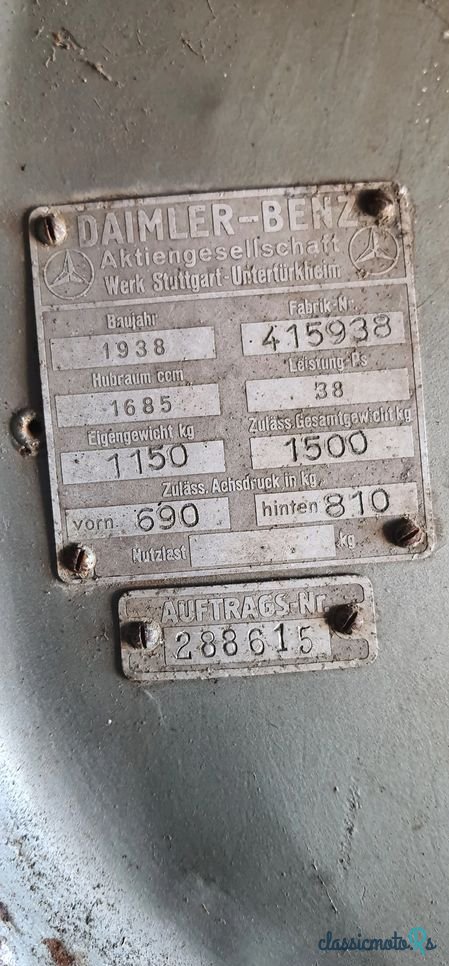 DAIMLER-BENZ
Aktiengesellschaft
Werk Stuttgart-Untertürkheim
Baujahr
1938
Fabrik-Nr.
415938
Hubraum ccm
1685
Leistung-Ps
38
Eigengewicht kg
1150
Zuläss. Gesamtgewicht kg
1500
Zuläss. Achsdruck in kg
vorn. 690
hinten 810
Nutzlast kg
AUFTRAGS-Nr.
288615